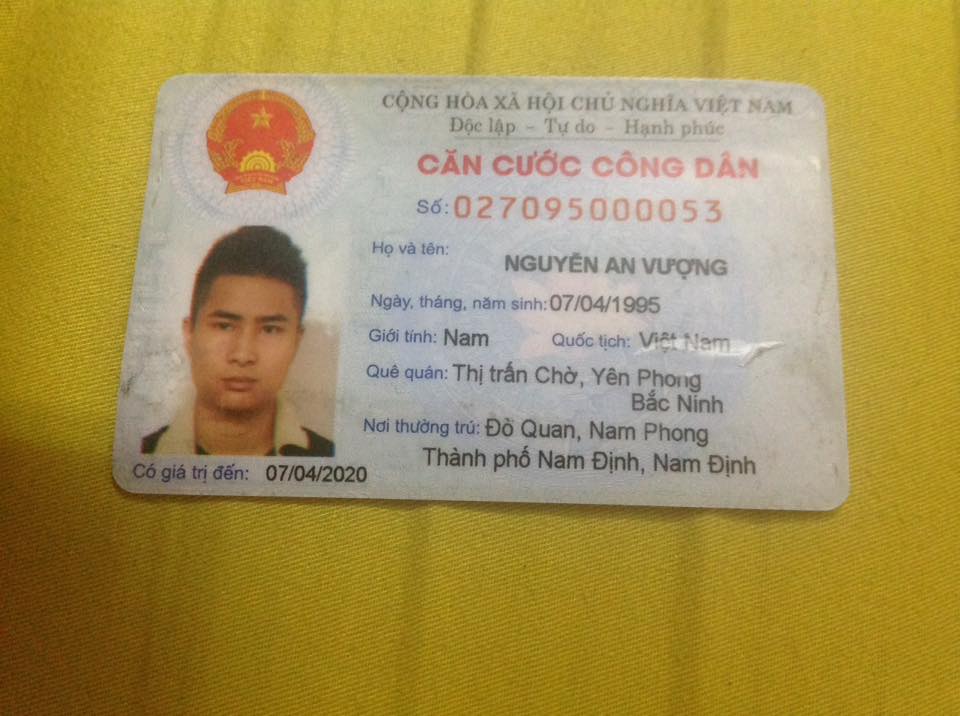 CỘNG HÒA XÃ HỘI CHỦ NGHĨA VIỆT NAM
Độc lập - Tự do - Hạnh phúc
CĂN CƯỚC CÔNG DÂN
Số: 027095000053
Họ và tên:
NGUYỄN AN VƯỢNG
Ngày, tháng, năm sinh: 07/04/1995
Giới tính: Nam Quốc tịch: Việt Nam
Quê quán: Thị trấn Chờ, Yên Phong
Bắc Ninh
Nơi thường trú: Đò Quan, Nam Phong
Thành phố Nam Định, Nam Định
Có giá trị đến: 07/04/2020